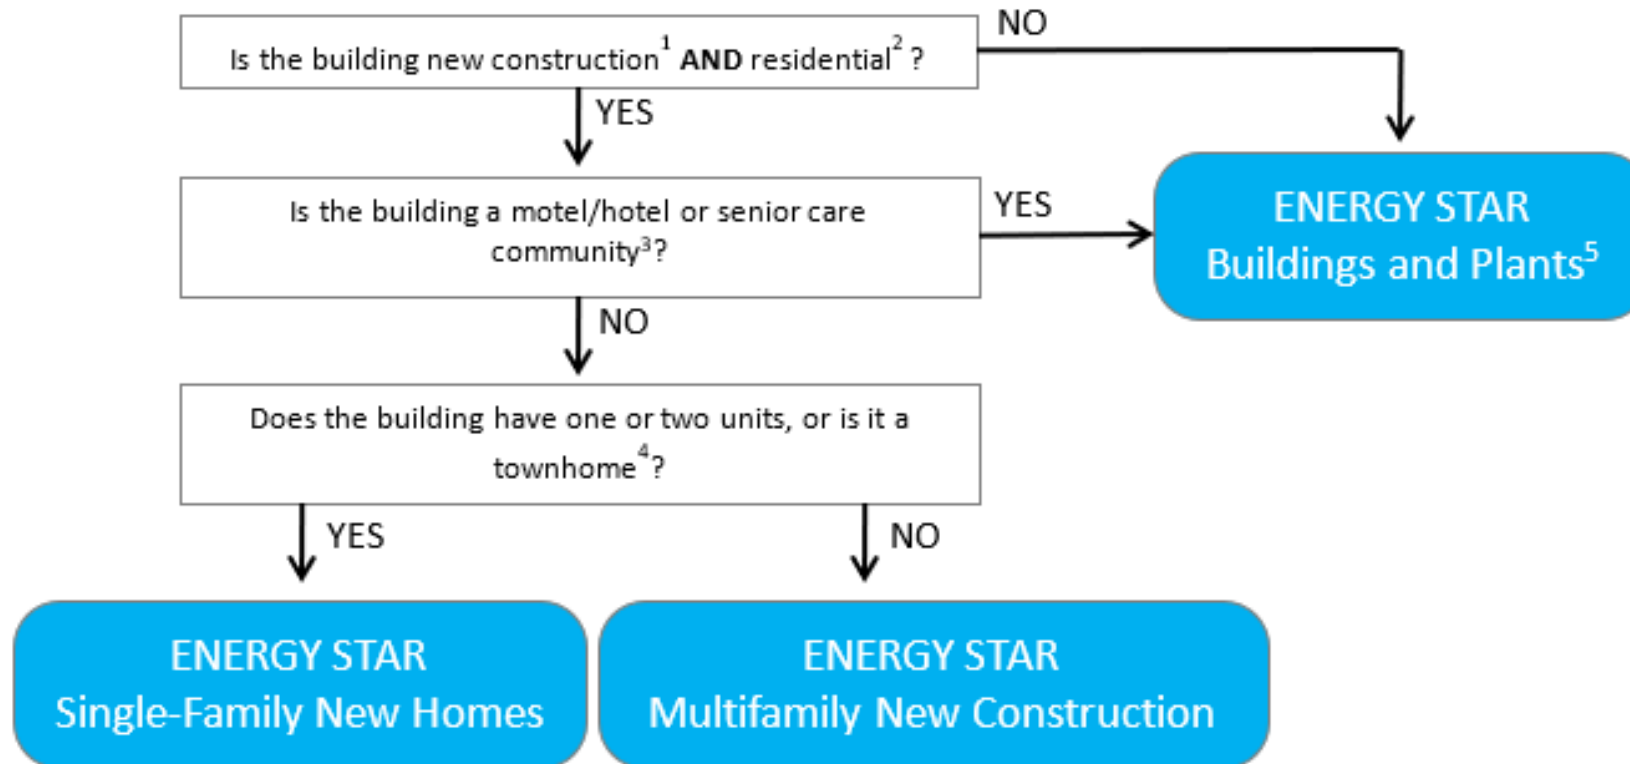 Is the building new construction¹ AND residential² ?
NO
YES
Is the building a motel/hotel or senior care
community³?
YES
ENERGY STAR
Buildings and Plants⁵
NO
Does the building have one or two units, or is it a
townhome⁴?
YES
NO
ENERGY STAR
Single-Family New Homes
ENERGY STAR
Multifamily New Construction